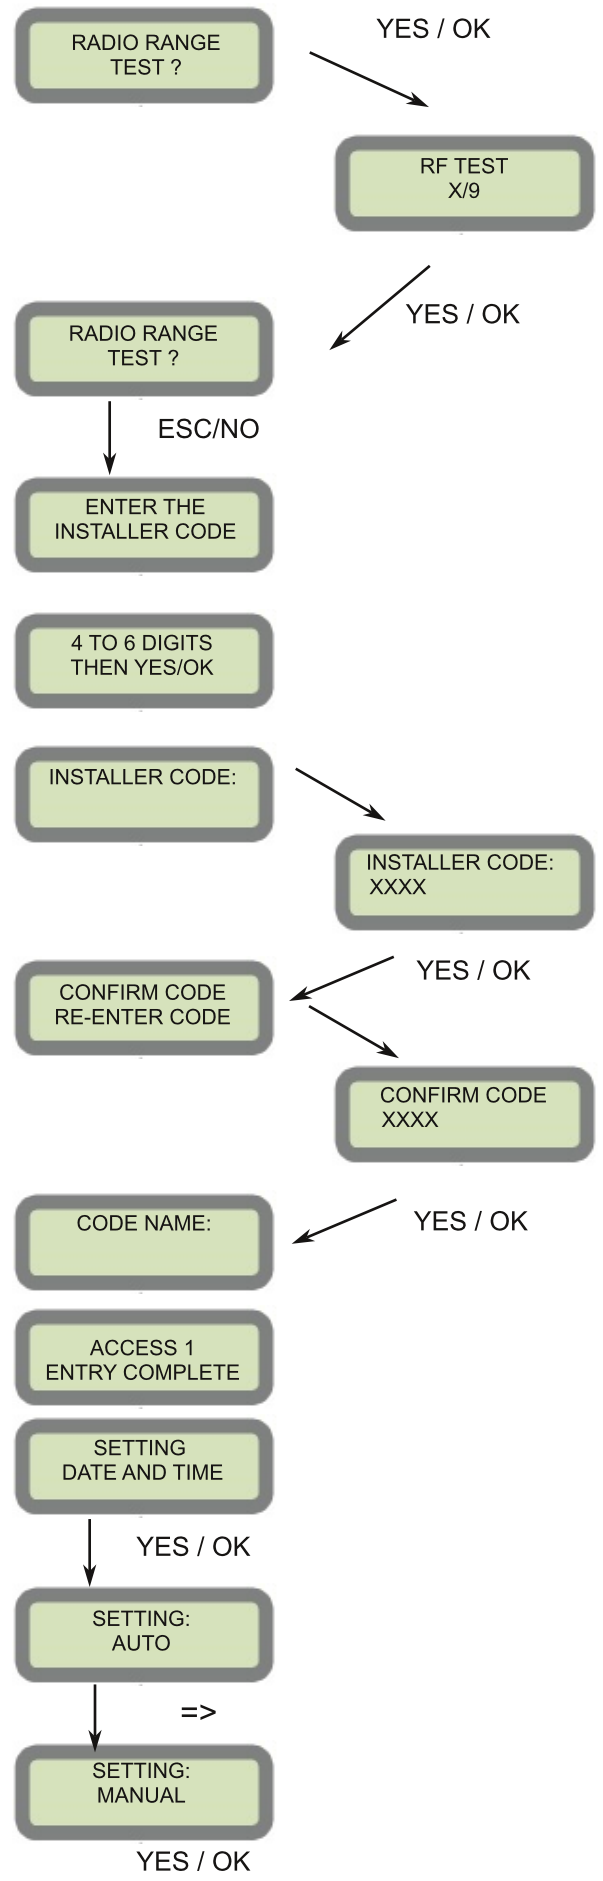 RADIO RANGE
TEST ?
YES / OK
RF TEST
X/9
YES / OK
RADIO RANGE
TEST ?
ESC/NO
ENTER THE
INSTALLER CODE
4 TO 6 DIGITS
THEN YES/OK
INSTALLER CODE:
INSTALLER CODE:
XXXX
YES / OK
CONFIRM CODE
RE-ENTER CODE
CONFIRM CODE
XXXX
YES / OK
CODE NAME:
ACCESS 1
ENTRY COMPLETE
SETTING
DATE AND TIME
YES / OK
SETTING:
AUTO
=>
SETTING:
MANUAL
YES / OK